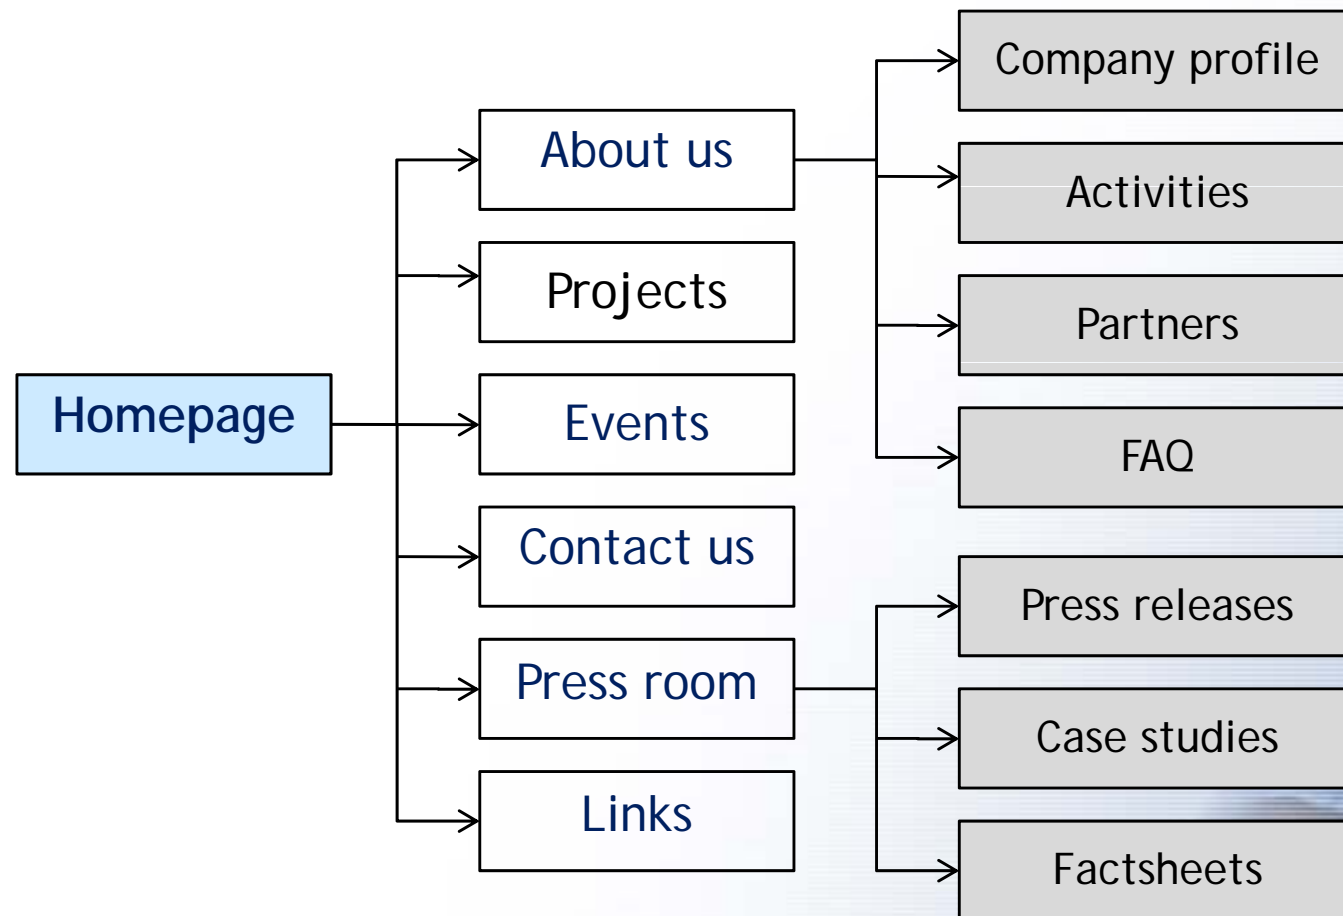 Homepage
About us
Projects
Events
Contact us
Press room
Links
Company profile
Activities
Partners
FAQ
Press releases
Case studies
Factsheets